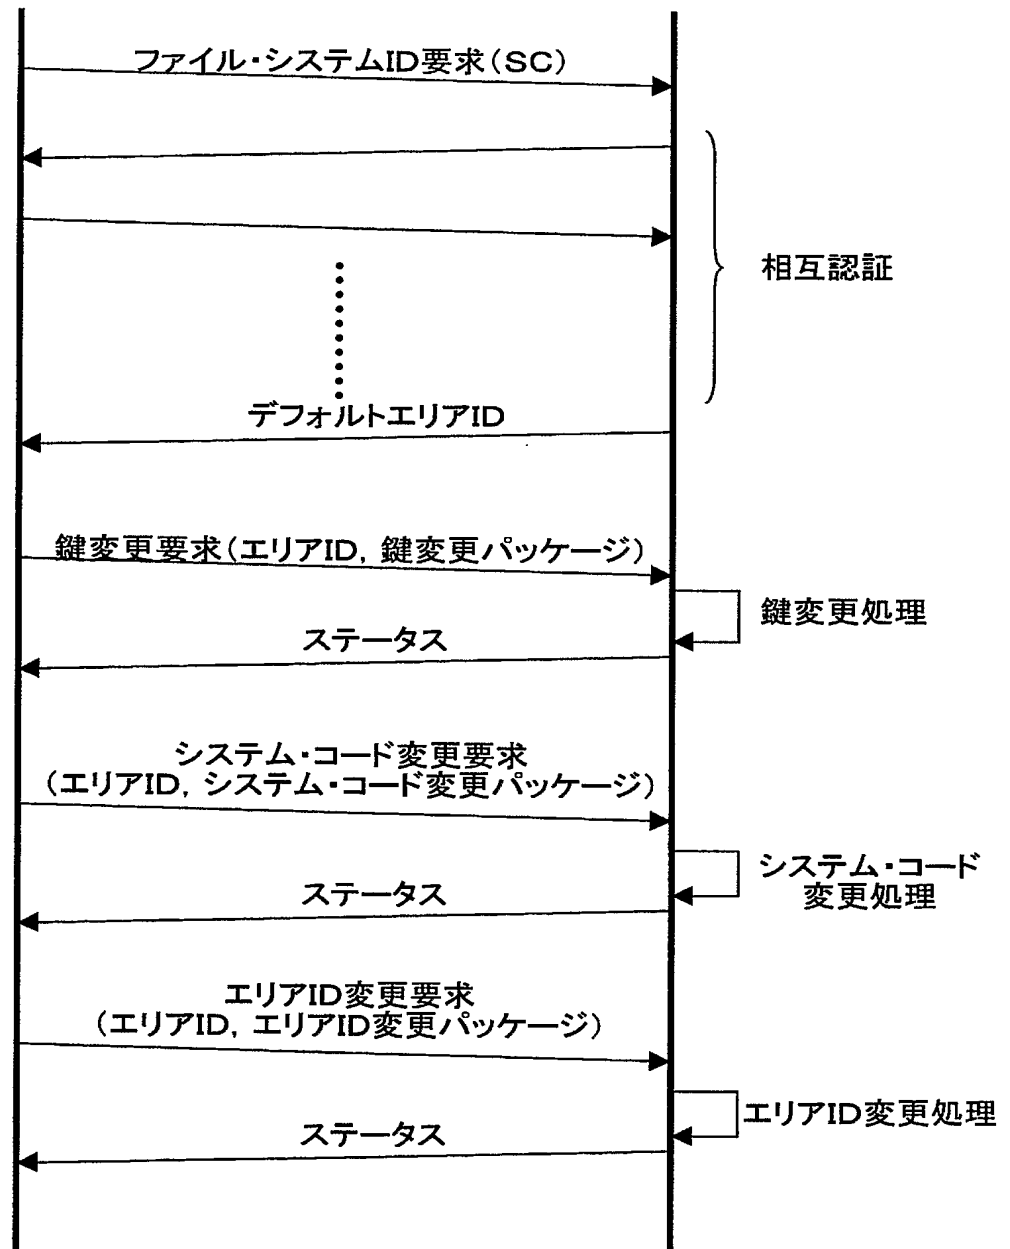 ファイル・システムID要求(SC)
相互認証
デフォルトエリアID
鍵変更要求(エリアID, 鍵変更パッケージ)
鍵変更処理
ステータス
システム・コード変更要求
(エリアID, システム・コード変更パッケージ)
システム・コード
変更処理
ステータス
エリアID変更要求
(エリアID, エリアID変更パッケージ)
エリアID変更処理
ステータス